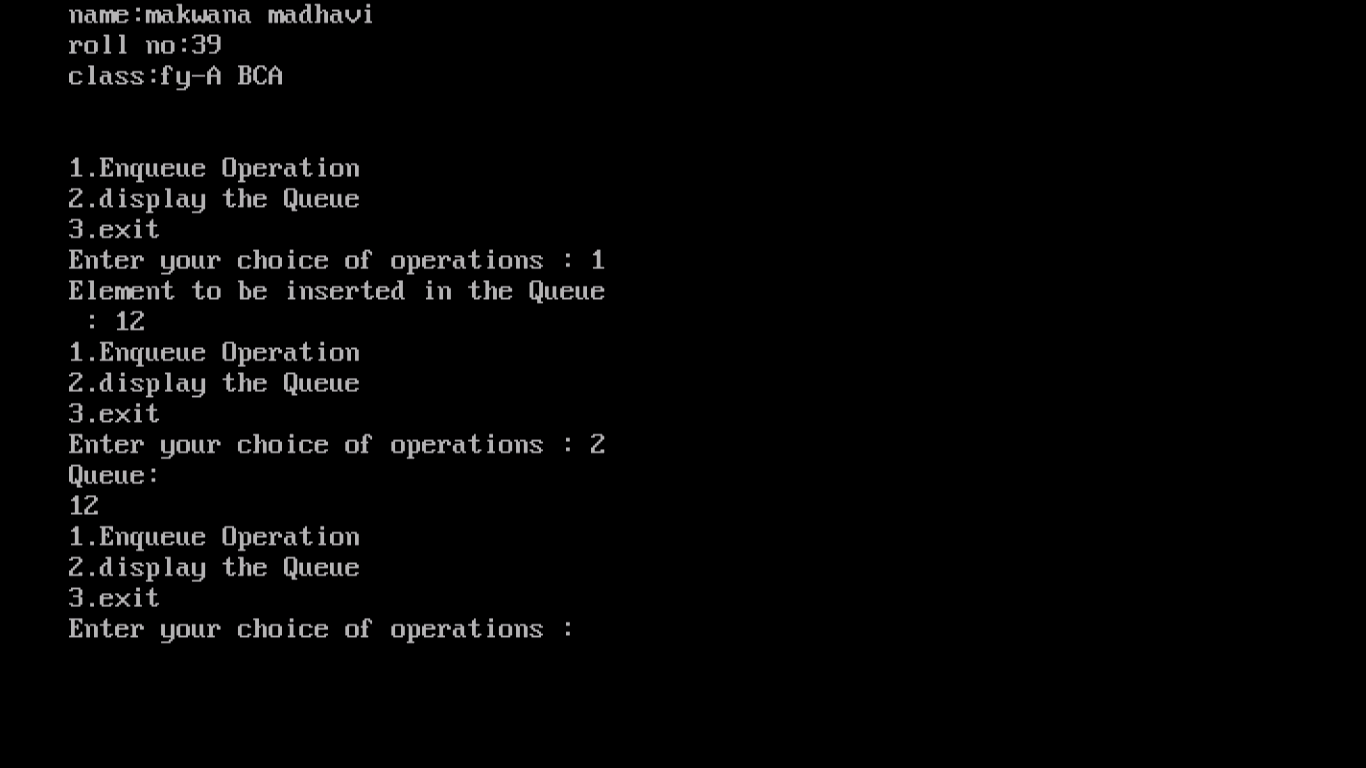 name:makwana madhavi
roll no:39
class:fy-A BCA
1.Enqueue Operation
2.display the Queue
3.exit
Enter your choice of operations : 1
Element to be inserted in the Queue
: 12
1.Enqueue Operation
2.display the Queue
3.exit
Enter your choice of operations : 2
Queue:
12
1.Enqueue Operation
2.display the Queue
3.exit
Enter your choice of operations :